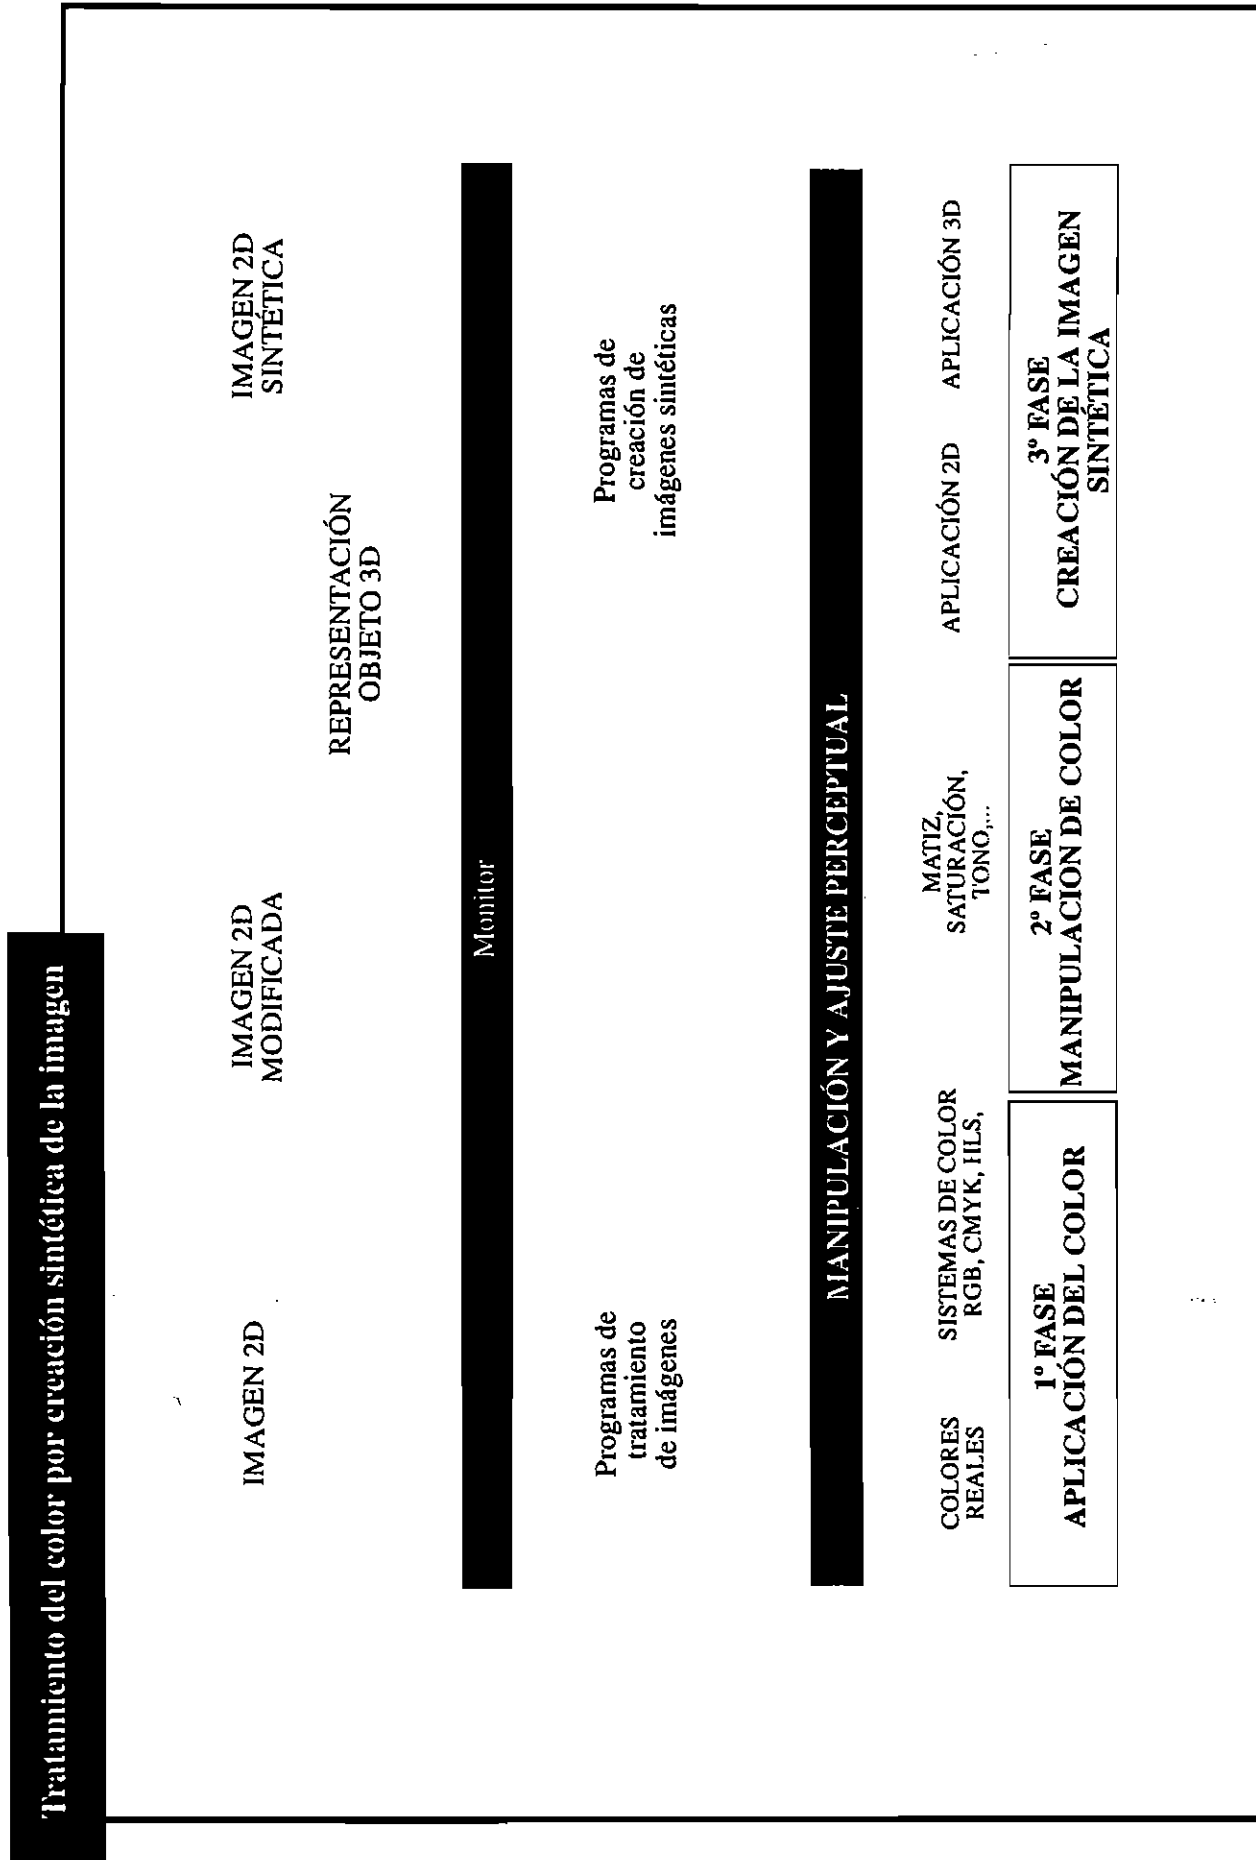 Tratamiento del color por creación sintética de la imagen
IMAGEN 2D
IMAGEN 2D
MODIFICADA
IMAGEN 2D
SINTÉTICA
REPRESENTACIÓN
OBJETO 3D
Monitor
Programas de
tratamiento
de imágenes
Programas de
creación de
imágenes sintéticas
MANIPULACIÓN Y AJUSTE PERCEPTUAL
COLORES
REALES
SISTEMAS DE COLOR
RGB, CMYK, HLS,
MATIZ,
SATURACIÓN,
TONO,...
APLICACIÓN 2D
APLICACIÓN 3D
1º FASE
APLICACIÓN DEL COLOR
2º FASE
MANIPULACION DE COLOR
3º FASE
CREACIÓN DE LA IMAGEN
SINTÉTICA